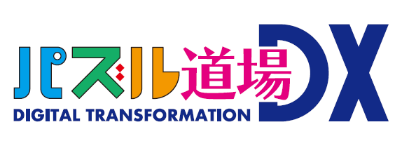 パズル道場DX
DIGITAL TRANSFORMATION